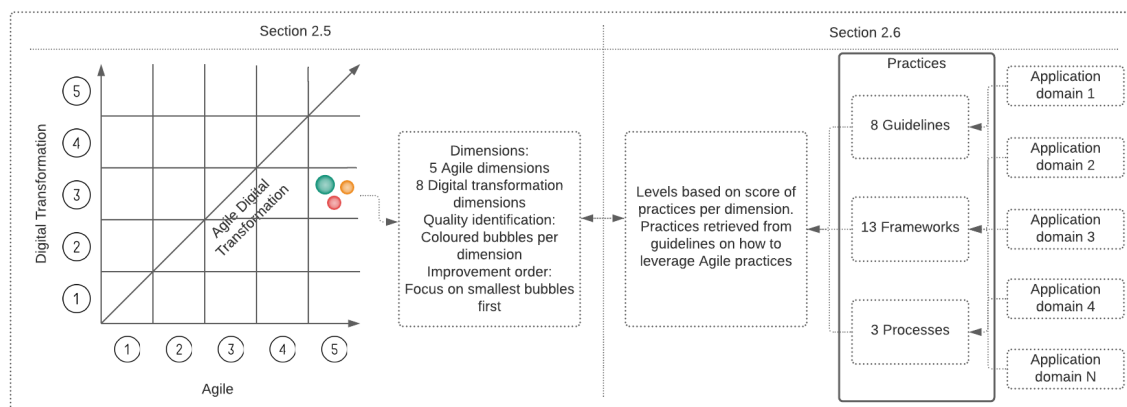 Section 2.5
Section 2.6
Digital Transformation
5
4
3
2
1
Agile Digital
Transformation
1
2
3
4
5
Agile
Dimensions:
5 Agile dimensions
8 Digital transformation
dimensions
Quality identification:
Coloured bubbles per
dimension
Improvement order:
Focus on smallest bubbles
first
Levels based on score of
practices per dimension.
Practices retrieved from
guidelines on how to
leverage Agile practices
Practices
8 Guidelines
13 Frameworks
3 Processes
Application
domain 1
Application
domain 2
Application
domain 3
Application
domain 4
Application
domain N